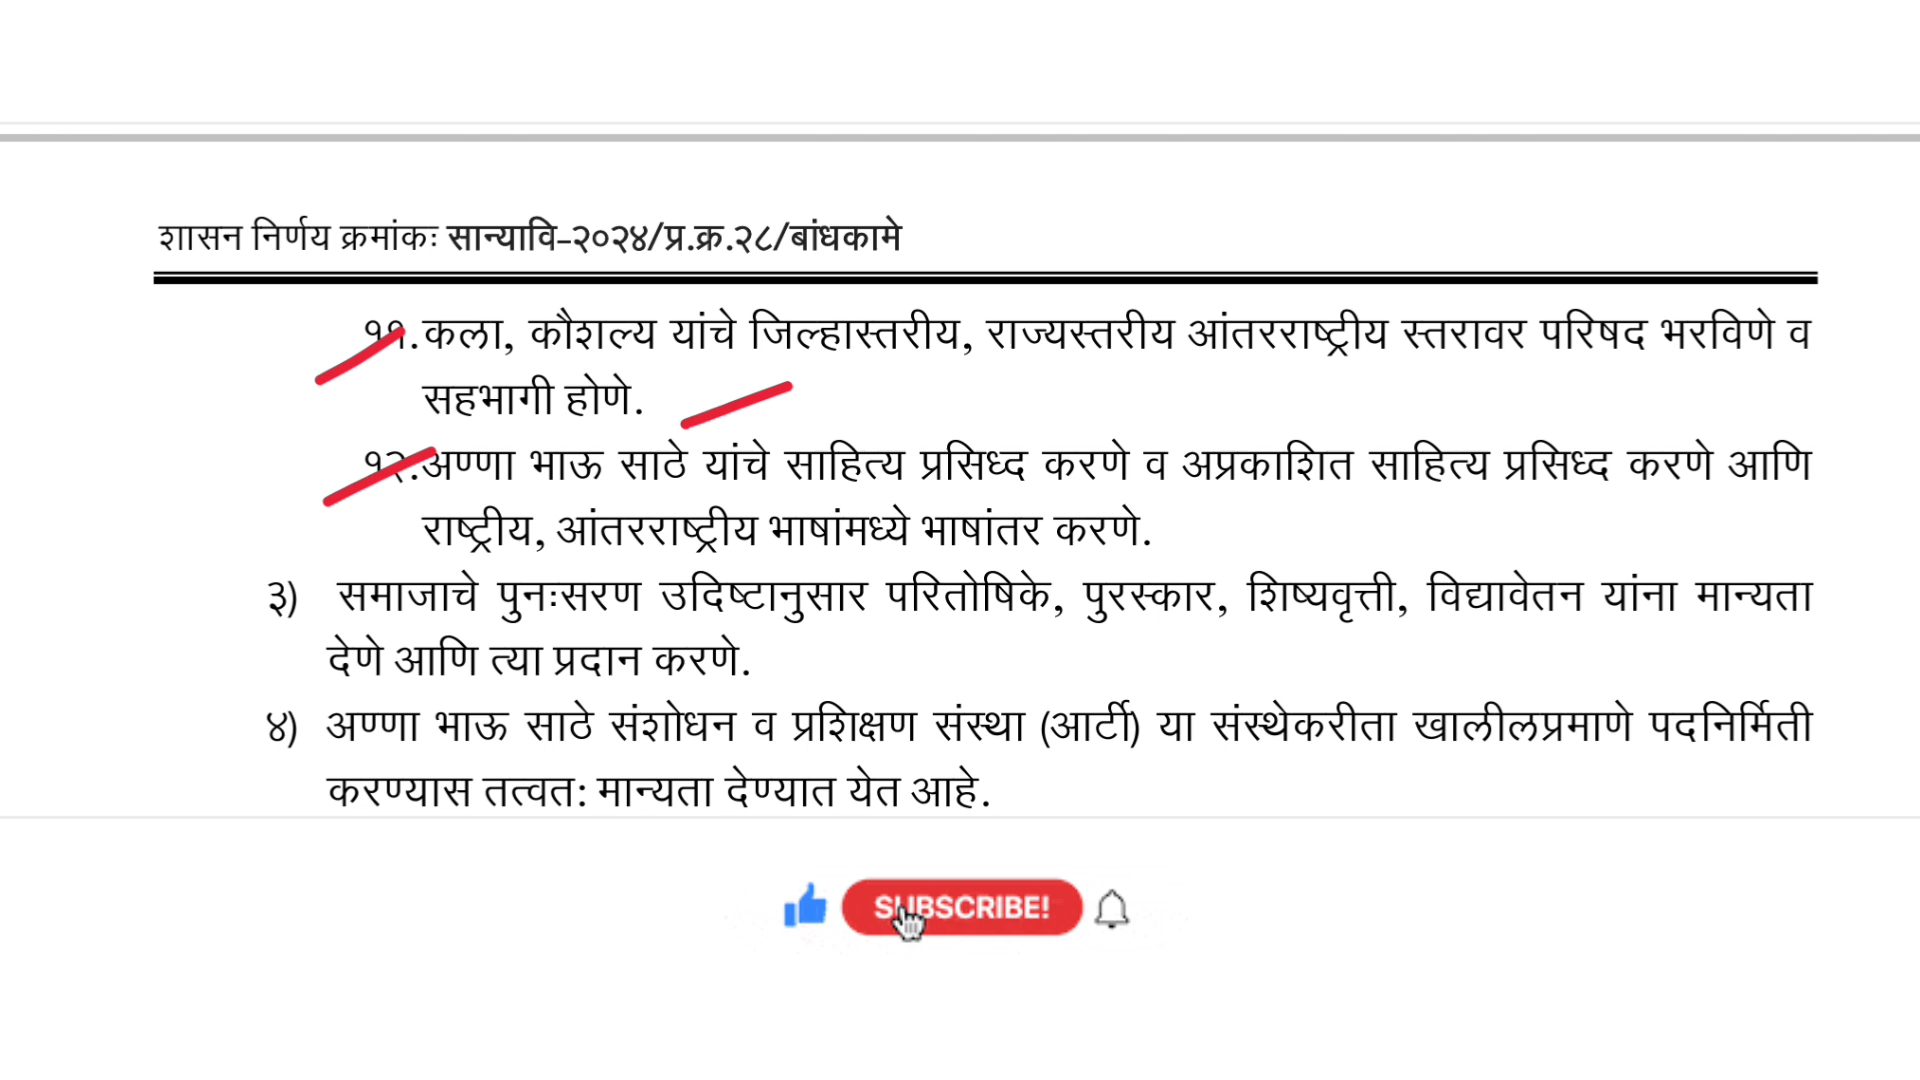 शासन निर्णय क्रमांकः सान्यावि-२०२४/प्र.क्र.२८/बांधकामे
११.कला, कौशल्य यांचे जिल्हास्तरीय, राज्यस्तरीय आंतरराष्ट्रीय स्तरावर परिषद भरविणे व
सहभागी होणे.
१२.अण्णा भाऊ साठे यांचे साहित्य प्रसिध्द करणे व अप्रकाशित साहित्य प्रसिध्द करणे आणि
राष्ट्रीय, आंतरराष्ट्रीय भाषांमध्ये भाषांतर करणे.
३) समाजाचे पुनःसरण उदिष्टानुसार परितोषिके, पुरस्कार, शिष्यवृत्ती, विद्यावेतन यांना मान्यता
देणे आणि त्या प्रदान करणे.
४) अण्णा भाऊ साठे संशोधन व प्रशिक्षण संस्था (आर्टी) या संस्थेकरीता खालीलप्रमाणे पदनिर्मिती
करण्यास तत्वत: मान्यता देण्यात येत आहे.
SUBSCRIBE!